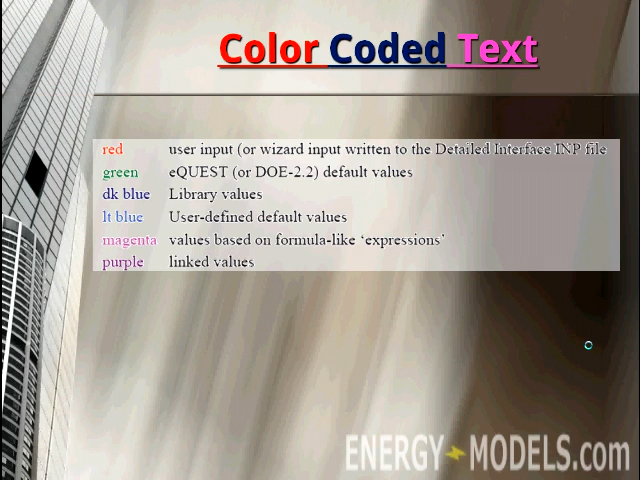 Color Coded Text
red user input (or wizard input written to the Detailed Interface INP file
green eQUEST (or DOE-2.2) default values
dk blue Library values
lt blue User-defined default values
magenta values based on formula-like ‘expressions’
purple linked values
ENERGY MODELS.com